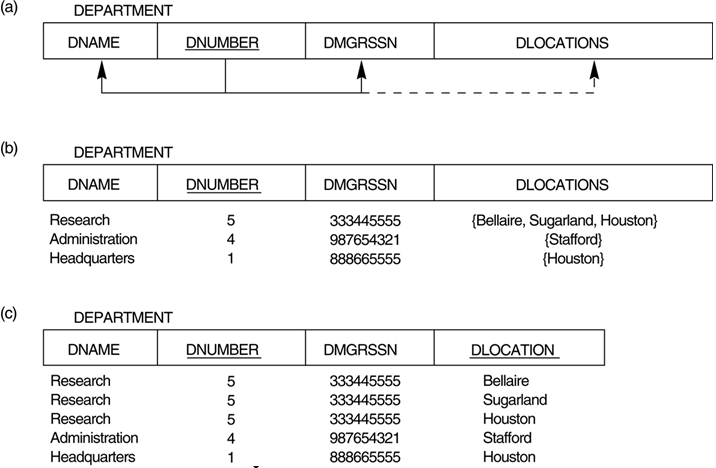 (a)
DEPARTMENT
DNAME DNUMBER DMGRSSN DLOCATIONS
(b)
DEPARTMENT
DNAME DNUMBER DMGRSSN DLOCATIONS
Research 5 333445555 {Bellaire, Sugarland, Houston}
Administration 4 987654321 {Stafford}
Headquarters 1 888665555 {Houston}
(c)
DEPARTMENT
DNAME DNUMBER DMGRSSN DLOCATION
Research 5 333445555 Bellaire
Research 5 333445555 Sugarland
Research 5 333445555 Houston
Administration 4 987654321 Stafford
Headquarters 1 888665555 Houston